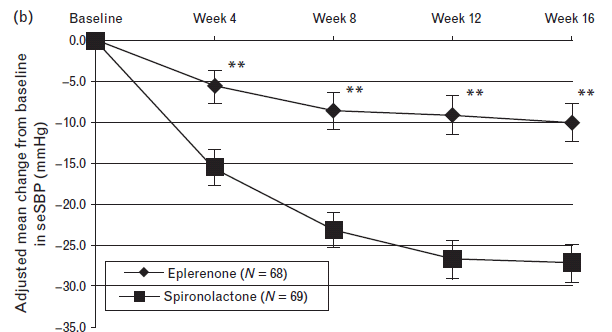 (b)
Baseline Week 4 Week 8 Week 12 Week 16
0.0
**
−5.0
** ** **
−10.0
−15.0
−20.0
−25.0
−30.0
−35.0
Adjusted mean change from baseline
in seSBP (mmHg)
Eplerenone (N = 68)
Spironolactone (N = 69)